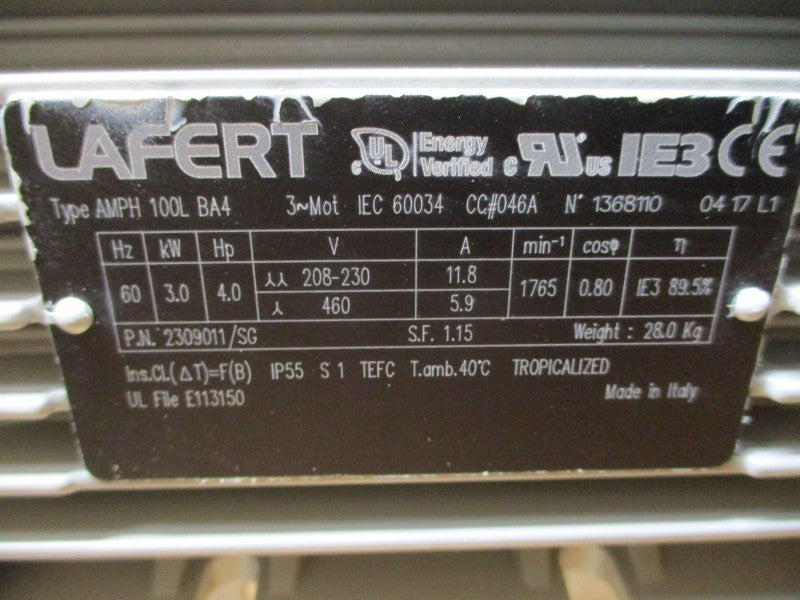 LAFERT c UL Energy Verified c RU US IE3 CE
Type AMPH 100L BA4 3~Mot IEC 60034 CC#046A N° 1368110 04 17 L1
Hz kW Hp V A min⁻¹ cosφ η
60 3.0 4.0 ⅄⅄ 208-230 11.8 1765 0.80 IE3 89.5%
⅄ 460 5.9
P.N. 2309011/SG S.F. 1.15 Weight : 28.0 Kg
Ins.Cl.(ΔT)=F(B) IP55 S 1 TEFC T.amb.40°C TROPICALIZED
UL File E113150 Made in Italy